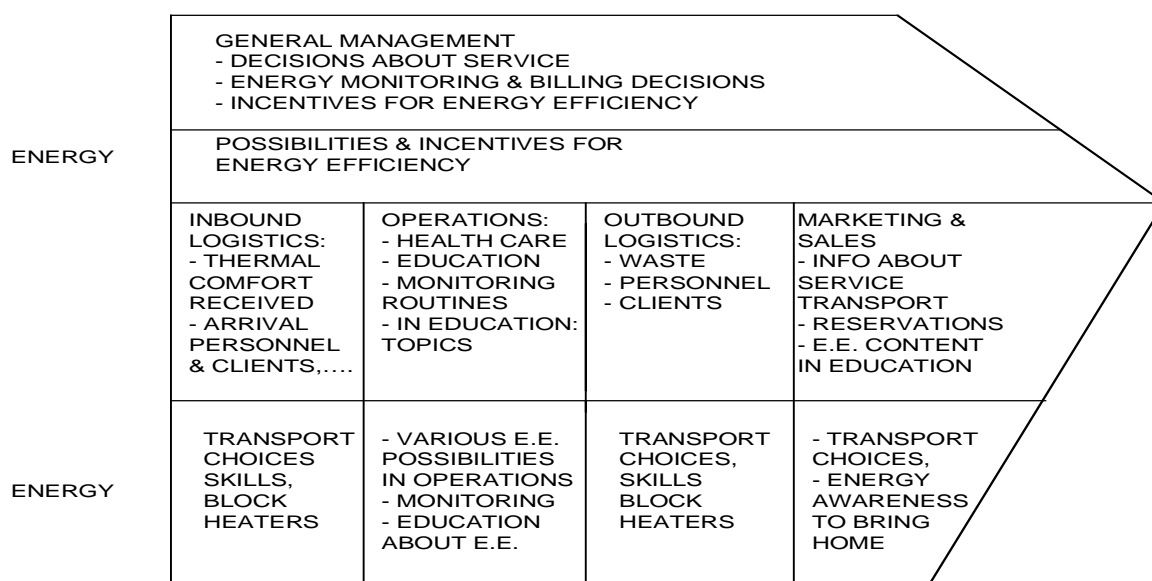 GENERAL MANAGEMENT
- DECISIONS ABOUT SERVICE
- ENERGY MONITORING & BILLING DECISIONS
- INCENTIVES FOR ENERGY EFFICIENCY
ENERGY
POSSIBILITIES & INCENTIVES FOR
ENERGY EFFICIENCY
INBOUND
LOGISTICS:
- THERMAL
COMFORT
RECEIVED
- ARRIVAL
PERSONNEL
& CLIENTS,....
OPERATIONS:
- HEALTH CARE
- EDUCATION
- MONITORING
ROUTINES
- IN EDUCATION:
TOPICS
OUTBOUND
LOGISTICS:
- WASTE
- PERSONNEL
- CLIENTS
MARKETING &
SALES
- INFO ABOUT
SERVICE
TRANSPORT
- RESERVATIONS
- E.E. CONTENT
IN EDUCATION
ENERGY
TRANSPORT
CHOICES
SKILLS,
BLOCK
HEATERS
- VARIOUS E.E.
POSSIBILITIES
IN OPERATIONS
- MONITORING
- EDUCATION
ABOUT E.E.
TRANSPORT
CHOICES,
SKILLS
BLOCK
HEATERS
- TRANSPORT
CHOICES,
- ENERGY
AWARENESS
TO BRING
HOME